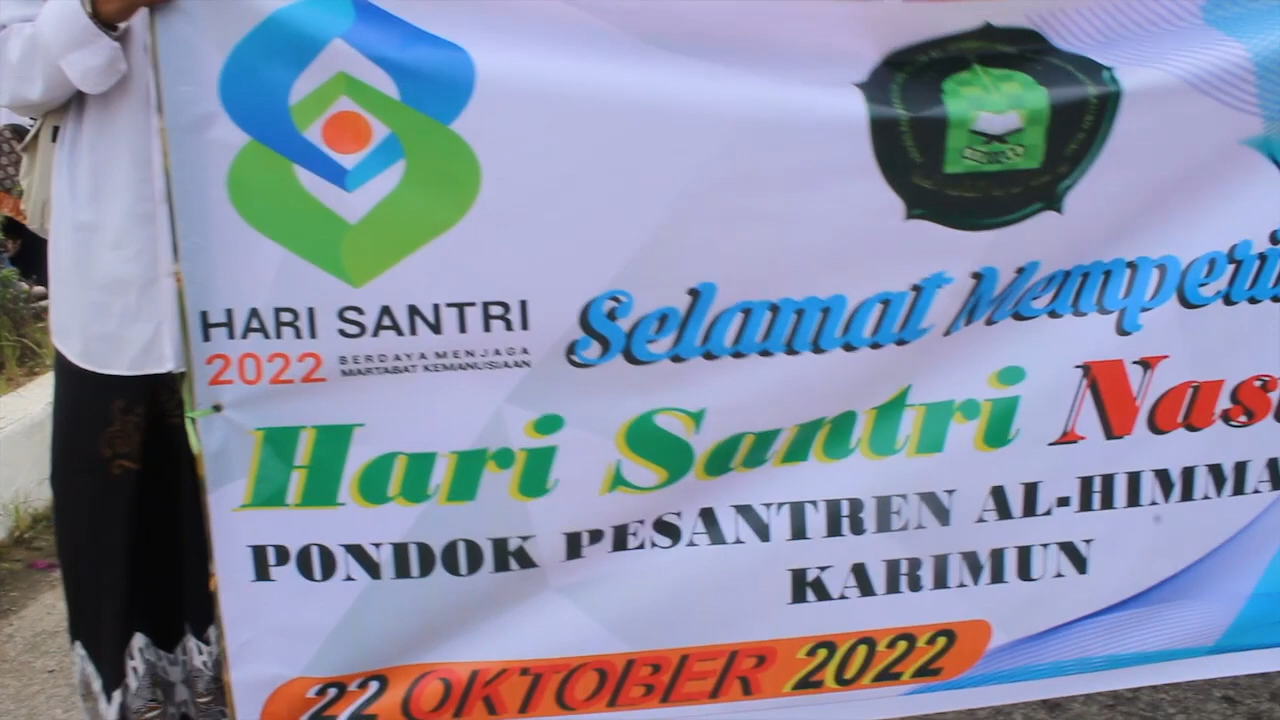 HARI SANTRI
2022 BERDAYA MENJAGA
MARTABAT KEMANUSIAAN
Selamat Memperi
Hari Santri Nas
PONDOK PESANTREN AL-HIMMA
KARIMUN
22 OKTOBER 2022